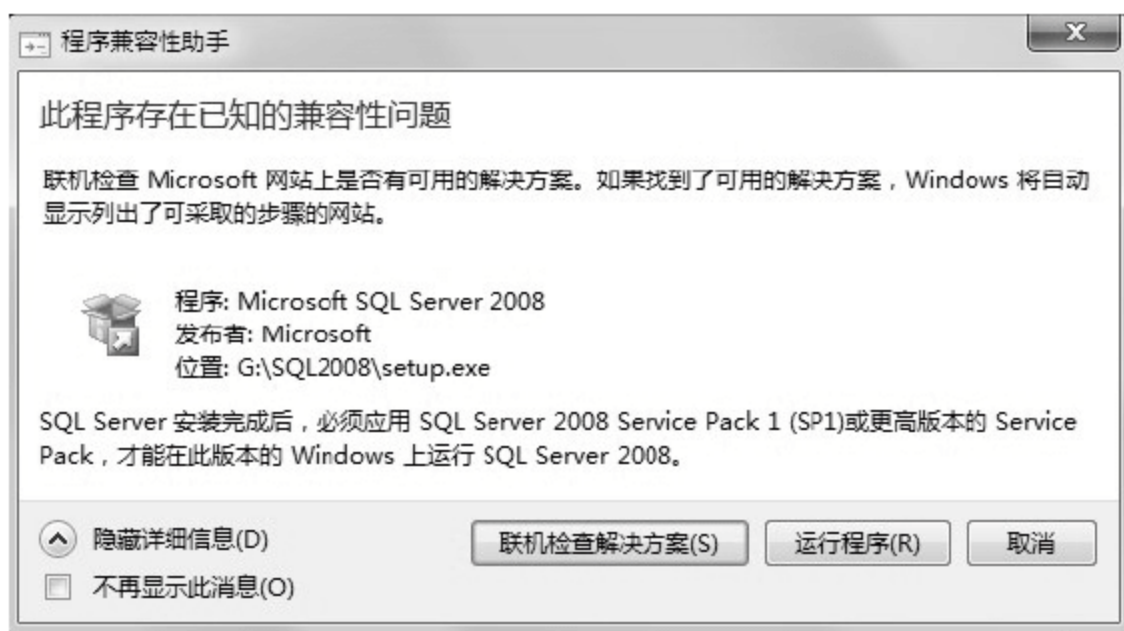 程序兼容性助手
此程序存在已知的兼容性问题
联机检查 Microsoft 网站上是否有可用的解决方案。如果找到了可用的解决方案，Windows 将自动
显示列出了可采取的步骤的网站。
程序: Microsoft SQL Server 2008
发布者: Microsoft
位置: G:\SQL2008\setup.exe
SQL Server 安装完成后，必须应用 SQL Server 2008 Service Pack 1 (SP1)或更高版本的 Service
Pack，才能在此版本的 Windows 上运行 SQL Server 2008。
隐藏详细信息(D) 联机检查解决方案(S) 运行程序(R) 取消
不再显示此消息(O)